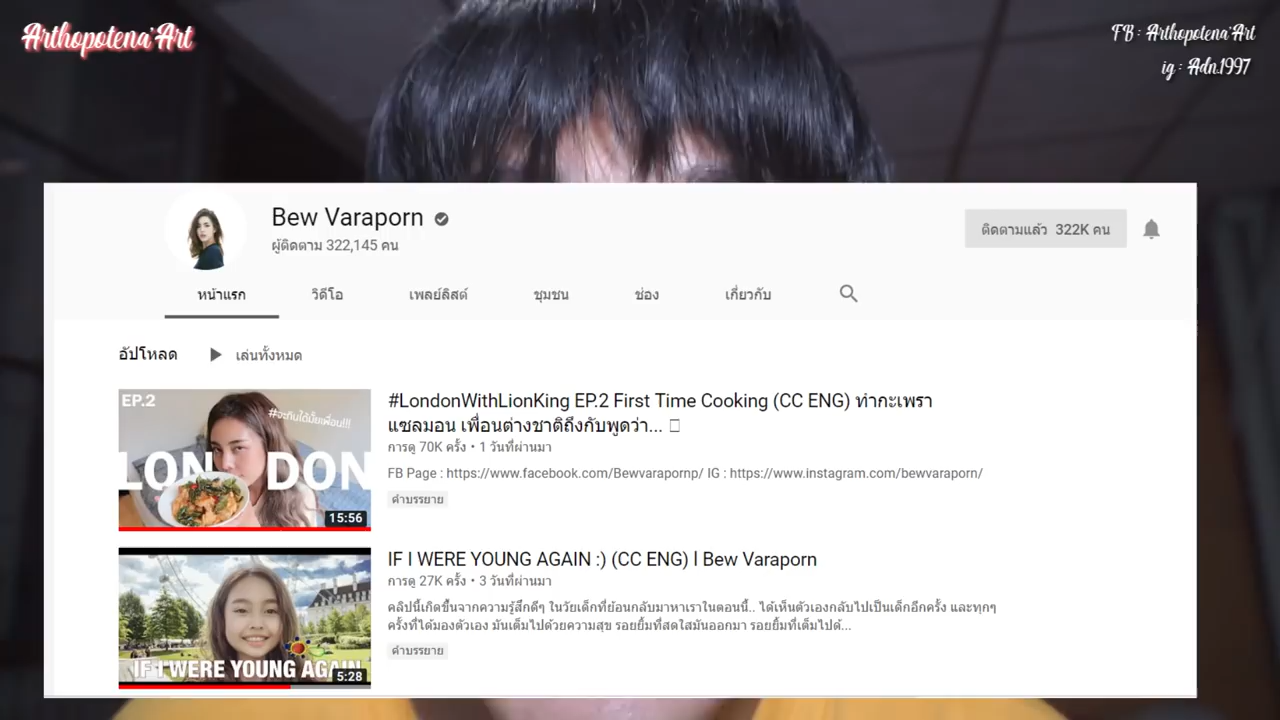 Arthopotena'Art
FB : Arthopotena'Art
ig : Adn.1997
Bew Varaporn
ผู้ติดตาม 322,145 คน
ติดตามแล้ว 322K คน
หน้าแรก วิดีโอ เพลย์ลิสต์ ชุมชน ช่อง เกี่ยวกับ
อัปโหลด เล่นทั้งหมด
EP.2
#จะกินได้มั้ยเพื่อน!!!
LONDON
15:56
#LondonWithLionKing EP.2 First Time Cooking (CC ENG) ท่ากะเพรา
แซลมอน เพื่อนต่างชาติถึงกับพูดว่า...
การดู 70K ครั้ง • 1 วันที่ผ่านมา
FB Page : https://www.facebook.com/Bewvarapornp/ IG : https://www.instagram.com/bewvaraporn/
คำบรรยาย
IF I WERE YOUNG AGAIN
5:28
IF I WERE YOUNG AGAIN :) (CC ENG) l Bew Varaporn
การดู 27K ครั้ง • 3 วันที่ผ่านมา
คลิปนี้เกิดขึ้นจากความรู้สึกดีๆ ในวัยเด็กที่ย้อนกลับมาหาเราในตอนนี้.. ได้เห็นตัวเองกลับไปเป็นเด็กอีกครั้ง และทุกๆ
ครั้งที่ได้มองตัวเอง มันเต็มไปด้วยความสุข รอยยิ้มที่สดใสมันออกมา รอยยิ้มที่เต็มไปด้...
คำบรรยาย